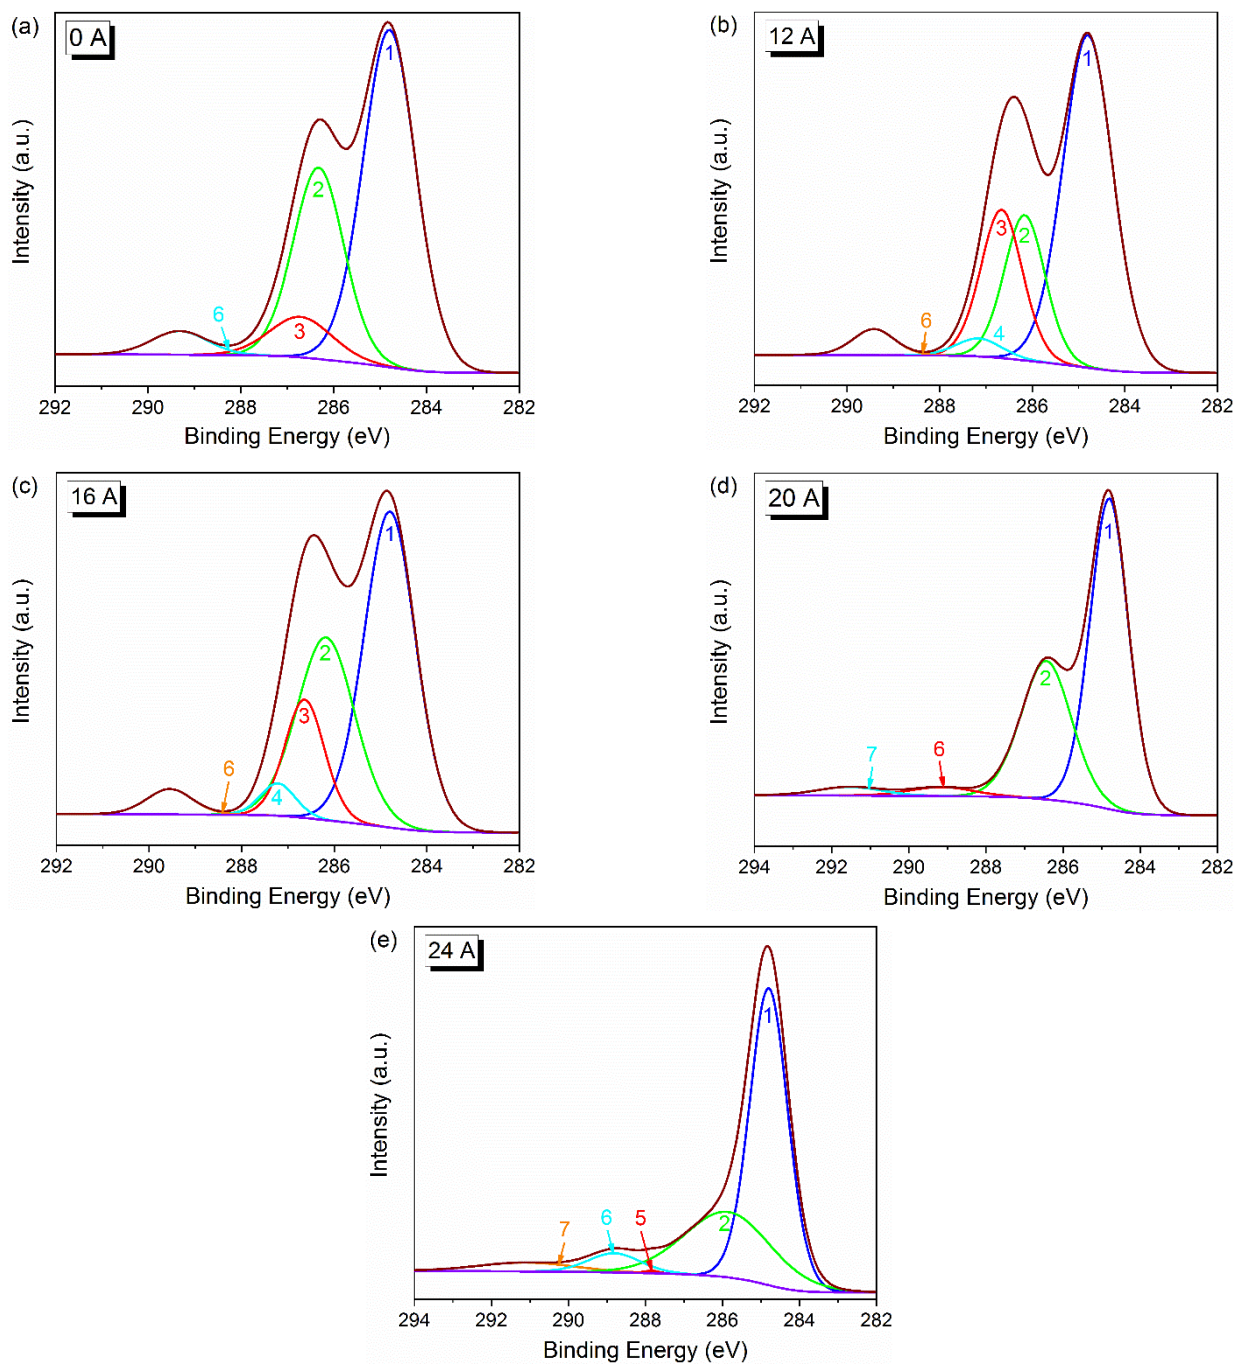 (a)
0 A
1
2
3
6
Intensity (a.u.)
292 290 288 286 284 282
Binding Energy (eV)
(b)
12 A
1
2
3
4
6
Intensity (a.u.)
292 290 288 286 284 282
Binding Energy (eV)
(c)
16 A
1
2
3
4
6
Intensity (a.u.)
292 290 288 286 284 282
Binding Energy (eV)
(d)
20 A
1
2
7
6
Intensity (a.u.)
294 292 290 288 286 284 282
Binding Energy (eV)
(e)
24 A
1
2
7
6
5
Intensity (a.u.)
294 292 290 288 286 284 282
Binding Energy (eV)